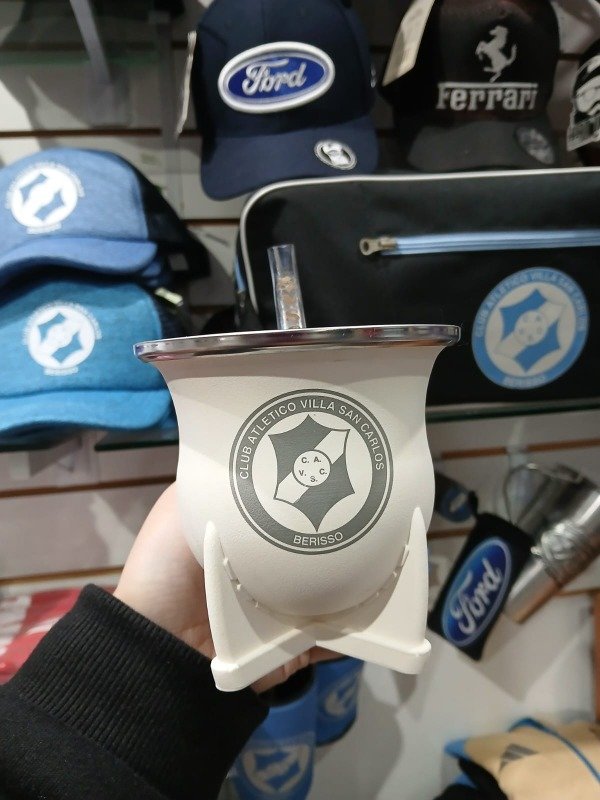 Ford
Ferrari
CLUB ATLETICO VILLA SAN CARLOS
BERISSO
CLUB ATLETICO VILLA SAN CARLOS
C. A.
V. C.
S.
BERISSO
Ford